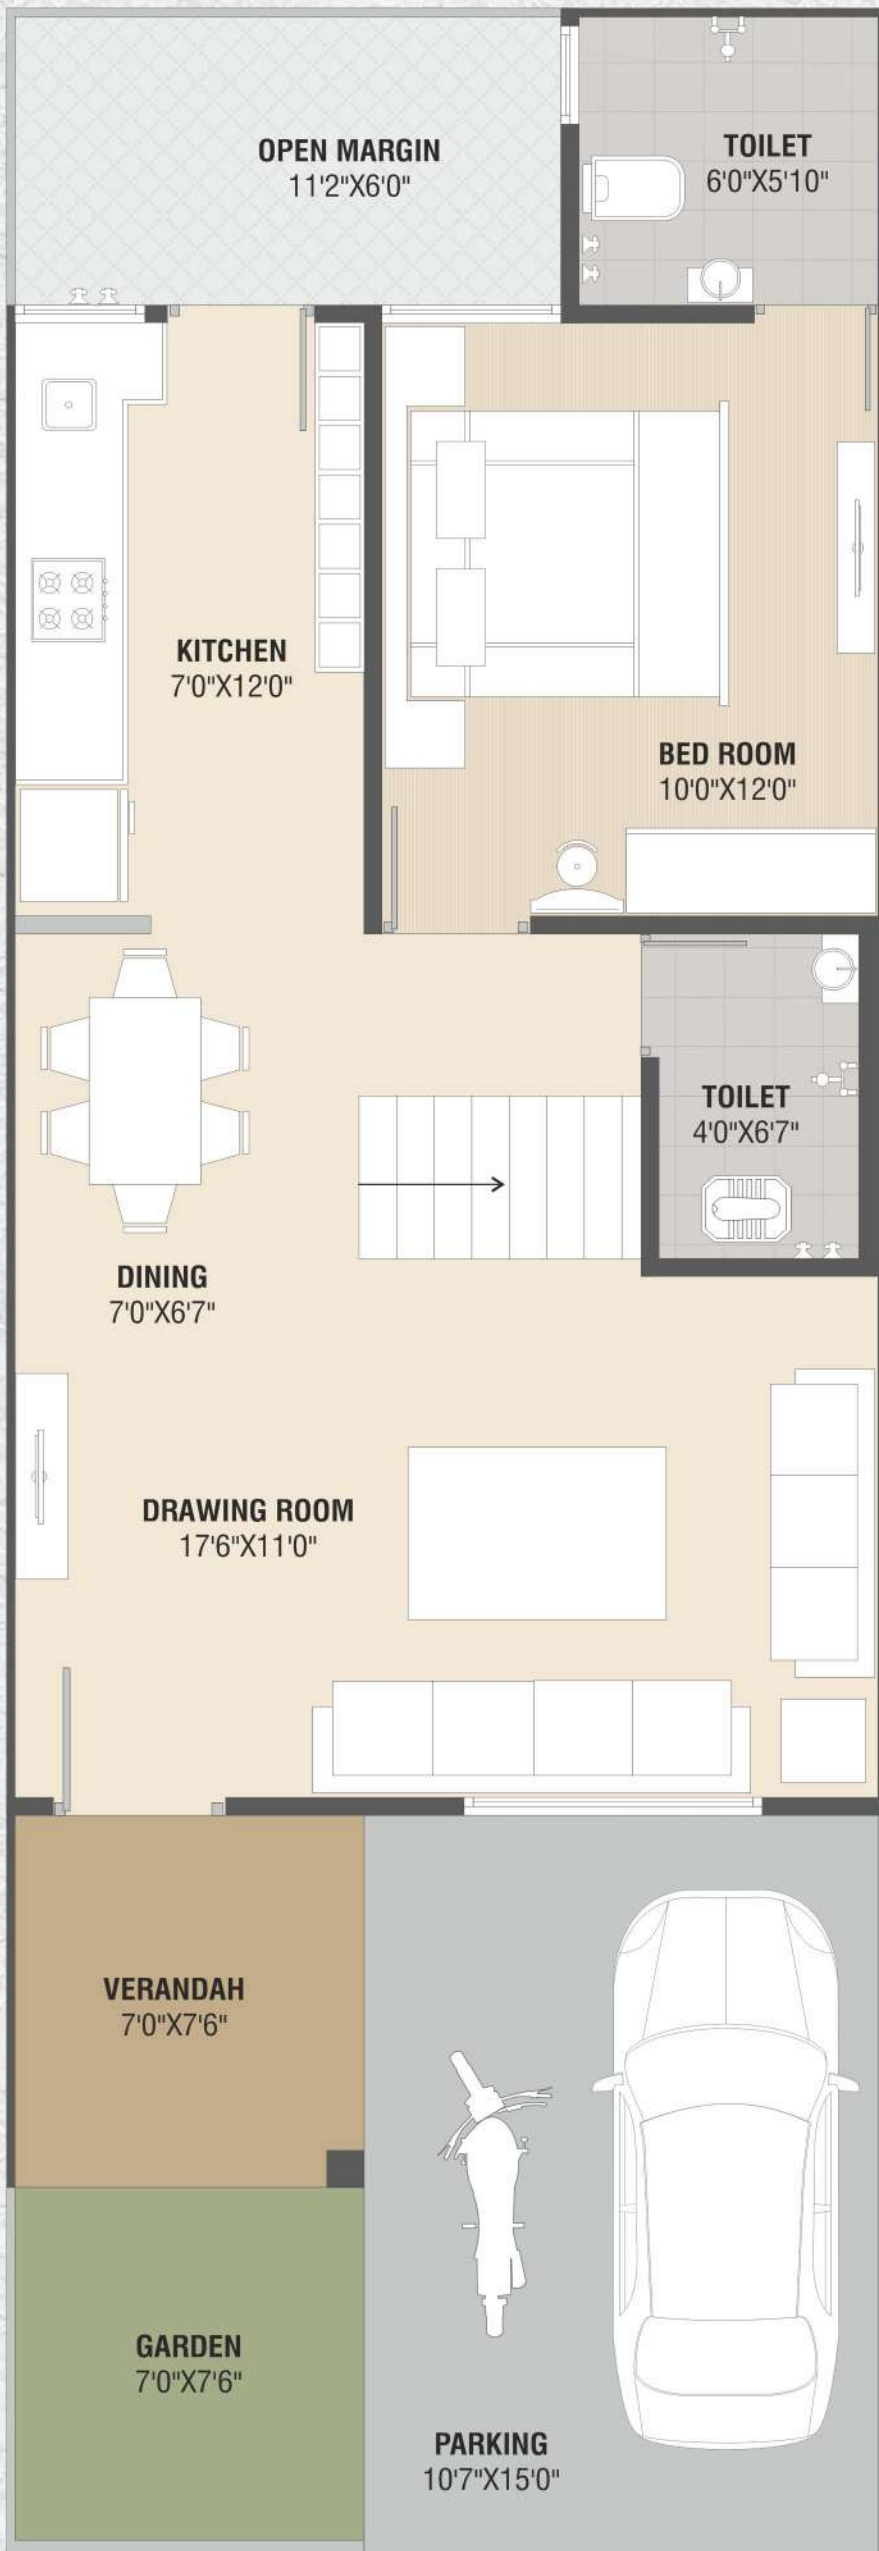 OPEN MARGIN
11'2"X6'0"
TOILET
6'0"X5'10"
KITCHEN
7'0"X12'0"
BED ROOM
10'0"X12'0"
TOILET
4'0"X6'7"
DINING
7'0"X6'7"
DRAWING ROOM
17'6"X11'0"
VERANDAH
7'0"X7'6"
GARDEN
7'0"X7'6"
PARKING
10'7"X15'0"